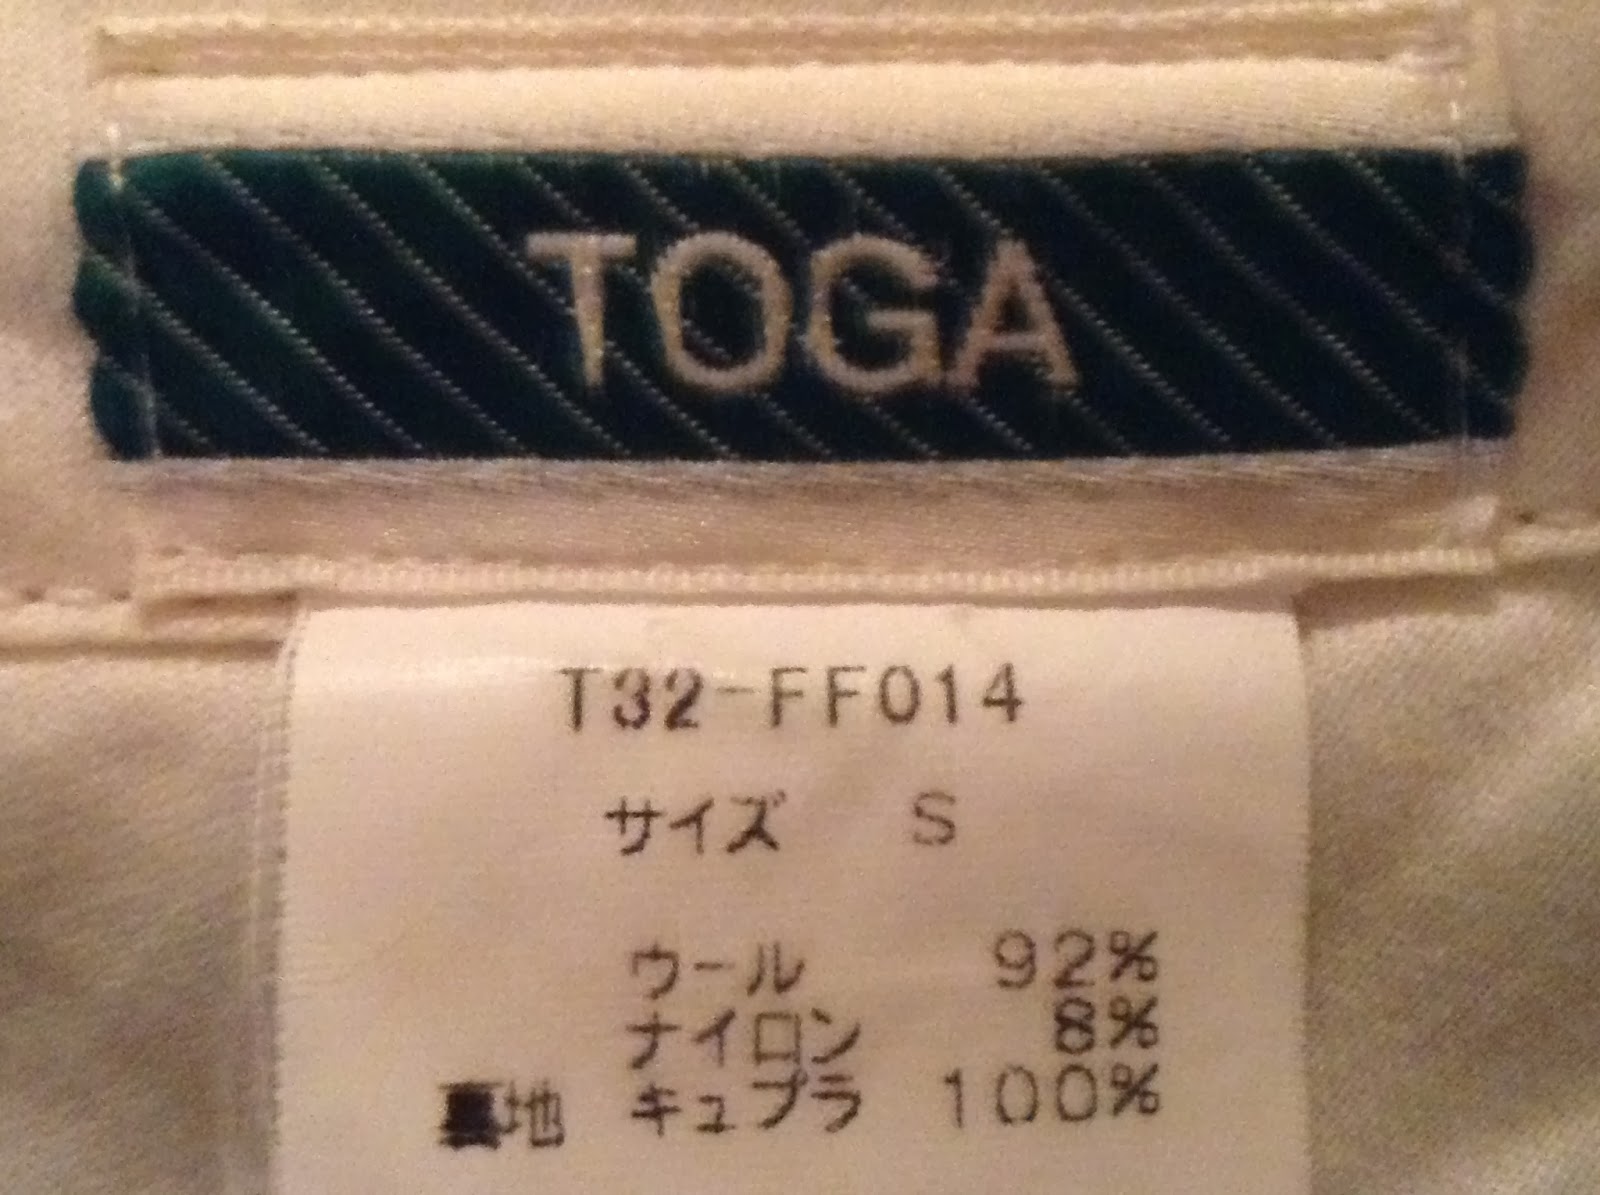 TOGA
T32-FF014
サイズ S
ウール 92%
ナイロン 8%
裏地 キュプラ 100%